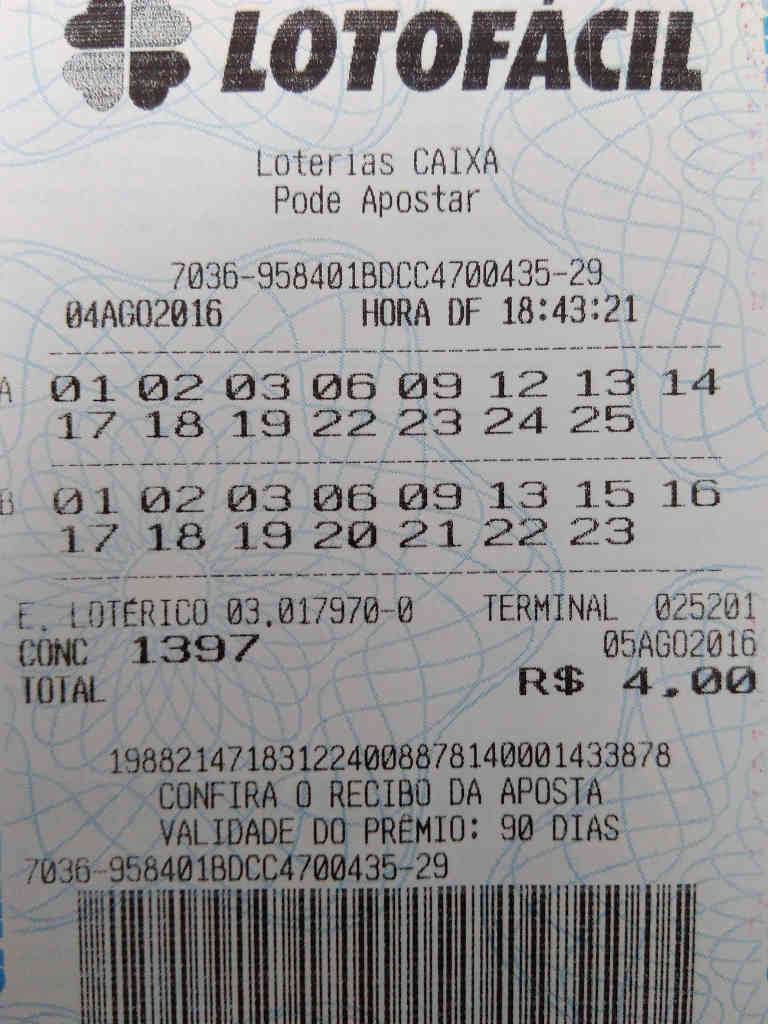 LOTOFÁCIL
Loterias CAIXA
Pode Apostar
7036-958401BDCC4700435-29
04AGO2016 HORA DF 18:43:21
A 01 02 03 06 09 12 13 14
17 18 19 22 23 24 25
B 01 02 03 06 09 13 15 16
17 18 19 20 21 22 23
E. LOTÉRICO 03.017970-0 TERMINAL 025201
CONC 1397 05AGO2016
TOTAL R$ 4,00
198821471831224008878140001433878
CONFIRA O RECIBO DA APOSTA
VALIDADE DO PRÊMIO: 90 DIAS
7036-958401BDCC4700435-29